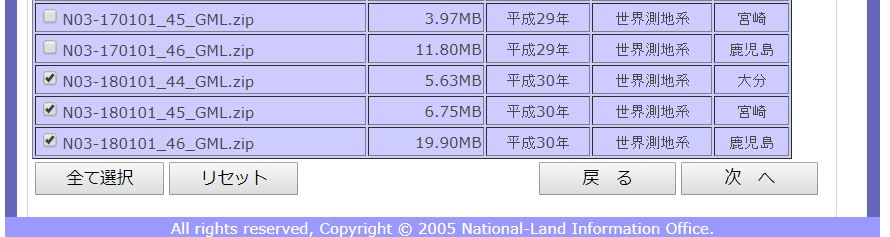 N03-170101_45_GML.zip 3.97MB 平成29年 世界測地系 宮崎
N03-170101_46_GML.zip 11.80MB 平成29年 世界測地系 鹿児島
N03-180101_44_GML.zip 5.63MB 平成30年 世界測地系 大分
N03-180101_45_GML.zip 6.75MB 平成30年 世界測地系 宮崎
N03-180101_46_GML.zip 19.90MB 平成30年 世界測地系 鹿児島
全て選択 リセット 戻 る 次 へ
All rights reserved, Copyright © 2005 National-Land Information Office.